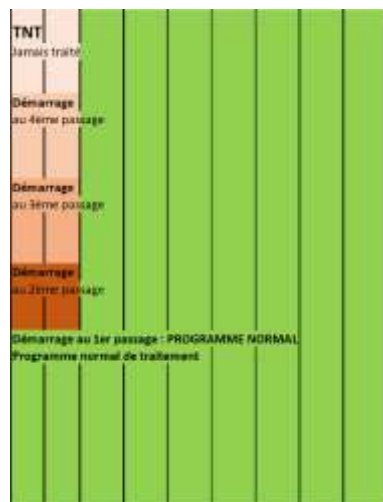 TNT
Jamais traité
Démarrage
au 4ème passage
Démarrage
au 3ème passage
Démarrage
au 2ème passage
Démarrage au 1er passage : PROGRAMME NORMAL
Programme normal de traitement